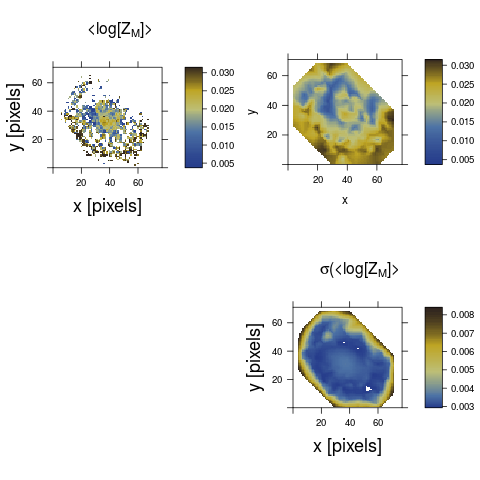 <log[Z_M]>
y [pixels]
60
40
20
20 40 60
x [pixels]
0.030
0.025
0.020
0.015
0.010
0.005
y
60
40
20
20 40 60
x
0.030
0.025
0.020
0.015
0.010
0.005
σ(<log[Z_M]>
y [pixels]
60
40
20
20 40 60
x [pixels]
0.008
0.007
0.006
0.005
0.004
0.003